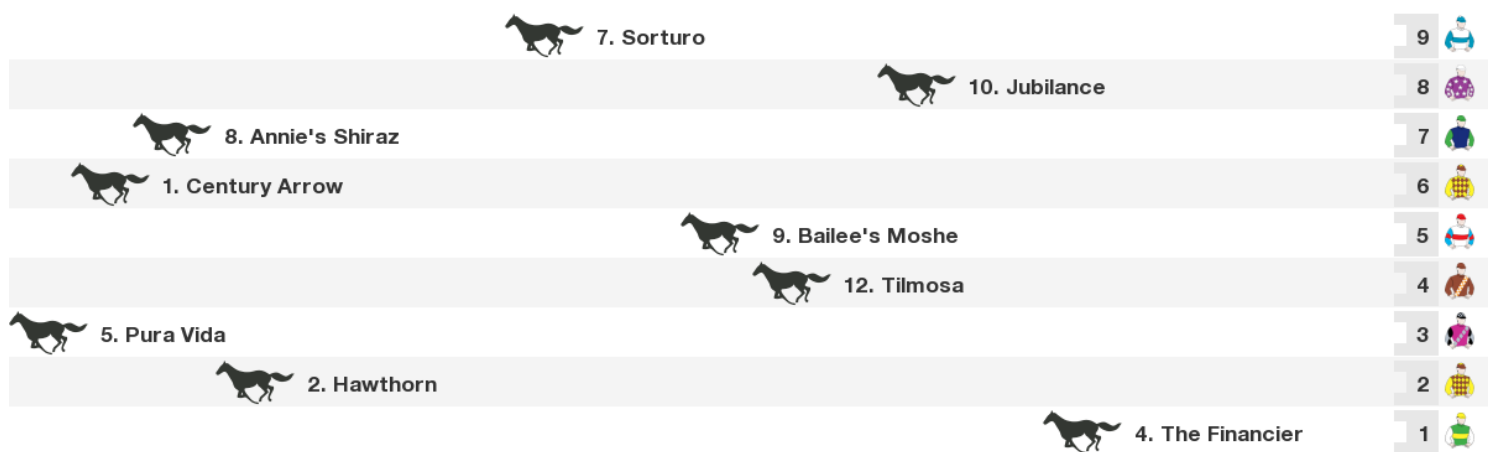 7. Sorturo 9
10. Jubilance 8
8. Annie's Shiraz 7
1. Century Arrow 6
9. Bailee's Moshe 5
12. Tilmosa 4
5. Pura Vida 3
2. Hawthorn 2
4. The Financier 1